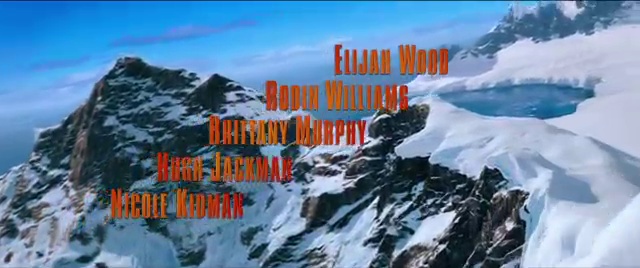 Elijah Wood
Robin Williams
Brittany Murphy
Hugh Jackman
Nicole Kidman